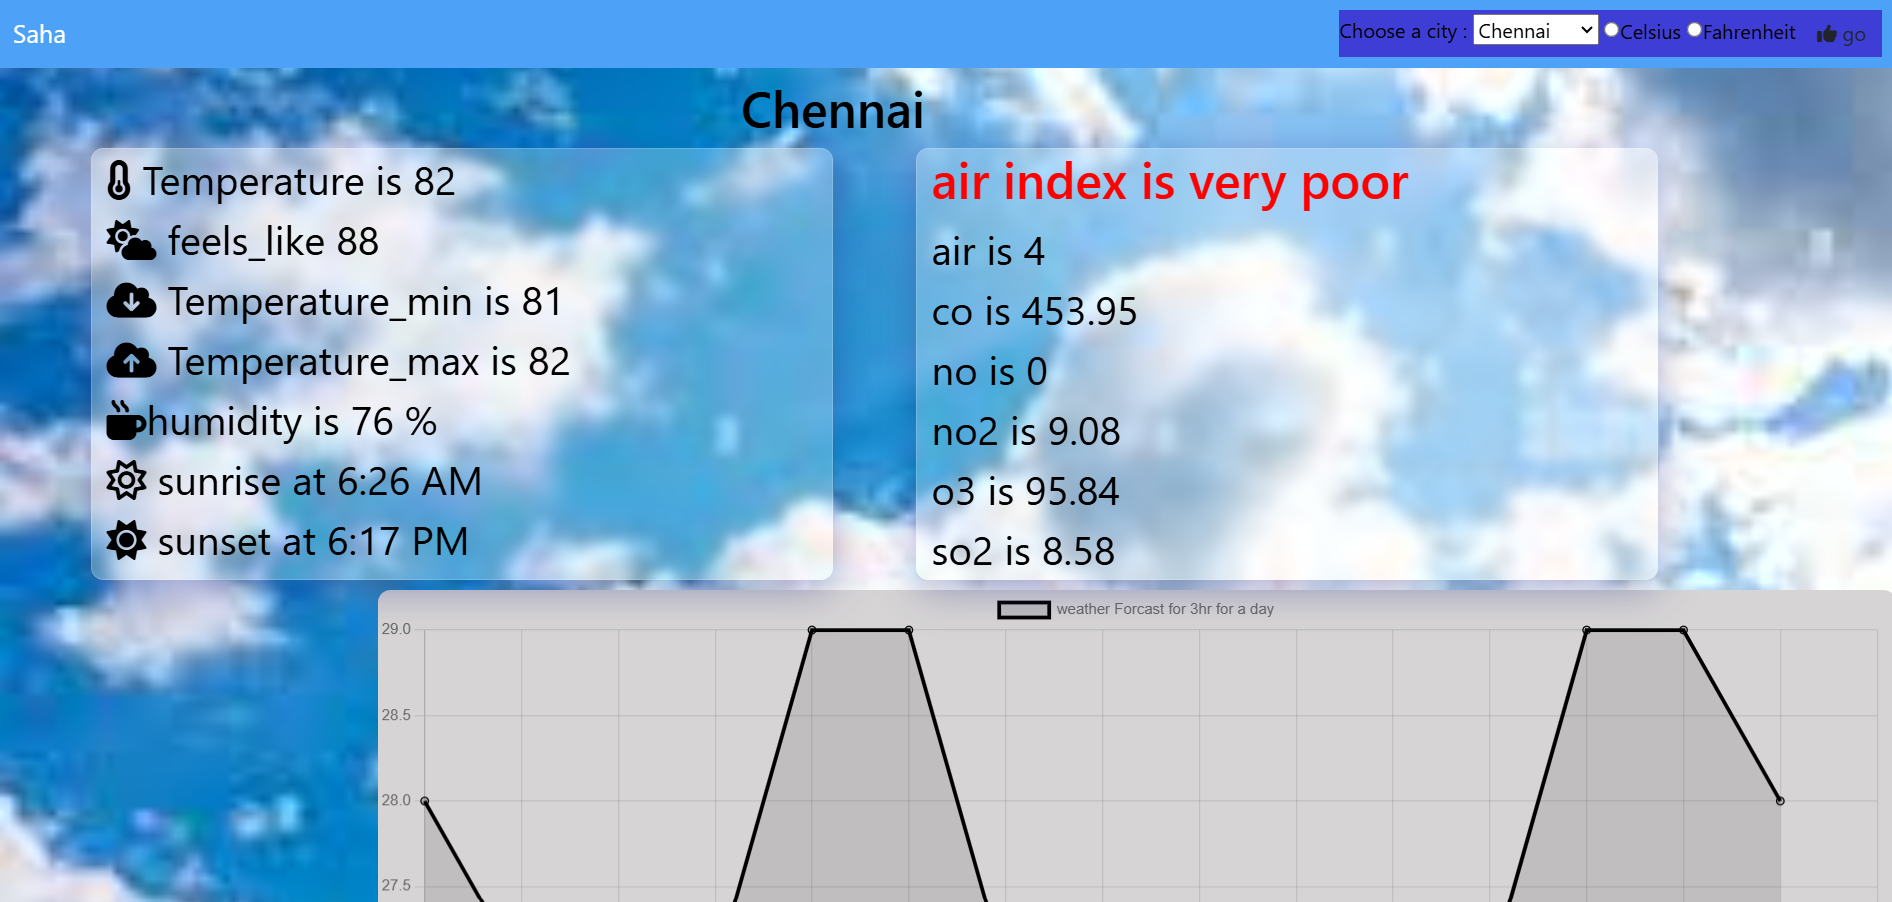 Saha
Choose a city : Chennai Celsius Fahrenheit go
Chennai
Temperature is 82
feels_like 88
Temperature_min is 81
Temperature_max is 82
humidity is 76 %
sunrise at 6:26 AM
sunset at 6:17 PM
air index is very poor
air is 4
co is 453.95
no is 0
no2 is 9.08
o3 is 95.84
so2 is 8.58
weather Forcast for 3hr for a day
29.0
28.5
28.0
27.5